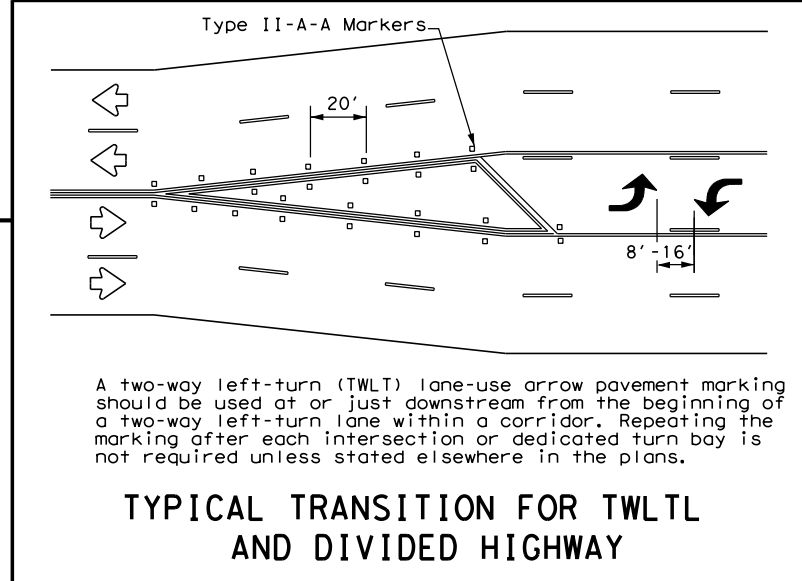 Type II-A-A Markers
20'
8'-16'
A two-way left-turn (TWLT) lane-use arrow pavement marking
should be used at or just downstream from the beginning of
a two-way left-turn lane within a corridor. Repeating the
marking after each intersection or dedicated turn bay is
not required unless stated elsewhere in the plans.
TYPICAL TRANSITION FOR TWLTL
AND DIVIDED HIGHWAY